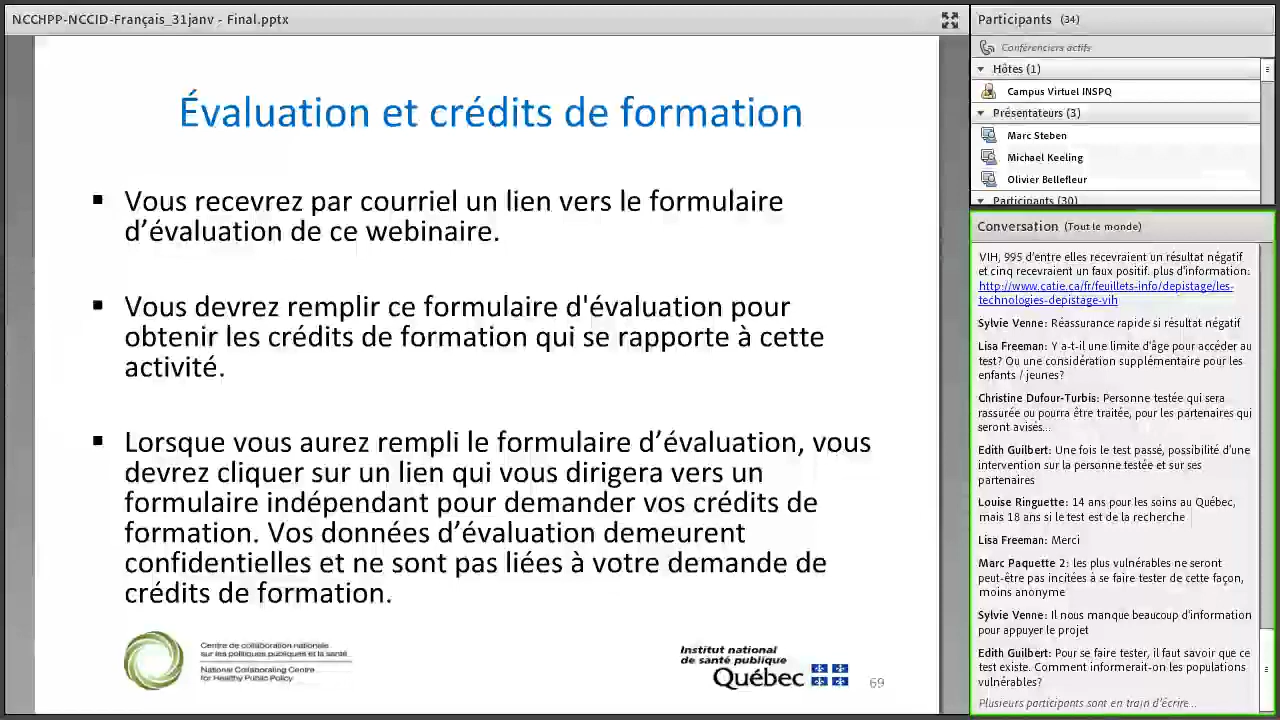 NCCHPP-NCCID-Français_31janv - Final.pptx
Évaluation et crédits de formation
▪ Vous recevrez par courriel un lien vers le formulaire
d’évaluation de ce webinaire.
▪ Vous devrez remplir ce formulaire d'évaluation pour
obtenir les crédits de formation qui se rapporte à cette
activité.
▪ Lorsque vous aurez rempli le formulaire d’évaluation, vous
devrez cliquer sur un lien qui vous dirigera vers un
formulaire indépendant pour demander vos crédits de
formation. Vos données d’évaluation demeurent
confidentielles et ne sont pas liées à votre demande de
crédits de formation.
Centre de collaboration nationale
sur les politiques publiques et la santé
National Collaborating Centre
for Healthy Public Policy
Institut national
de santé publique
Québec
69
Participants (34)
Conférenciers actifs
Hôtes (1)
Campus Virtuel INSPQ
Présentateurs (3)
Marc Steben
Michael Keeling
Olivier Bellefleur
Participants (30)
Conversation (Tout le monde)
VIH, 995 d’entre elles recevraient un résultat négatif
et cinq recevraient un faux positif. plus d’information:
http://www.catie.ca/fr/feuillets-info/depistage/les-
technologies-depistage-vih
Sylvie Venne: Réassurance rapide si résultat négatif
Lisa Freeman: Y a-t-il une limite d’âge pour accéder au
test? Ou une considération supplémentaire pour les
enfants / jeunes?
Christine Dufour-Turbis: Personne testée qui sera
rassurée ou pourra être traitée, pour les partenaires qui
seront avisés...
Edith Guilbert: Une fois le test passé, possibilité d’une
intervention sur la personne testée et sur ses
partenaires
Louise Ringuette: 14 ans pour les soins au Québec,
mais 18 ans si le test est de la recherche
Lisa Freeman: Merci
Marc Paquette 2: les plus vulnérables ne seront
peut-être pas incitées à se faire tester de cette façon,
moins anonyme
Sylvie Venne: Il nous manque beaucoup d’information
pour appuyer le projet
Edith Guilbert: Pour se faire tester, il faut savoir que ce
test existe. Comment informerait-on les populations
vulnérables?
Plusieurs participants sont en train d’écrire...